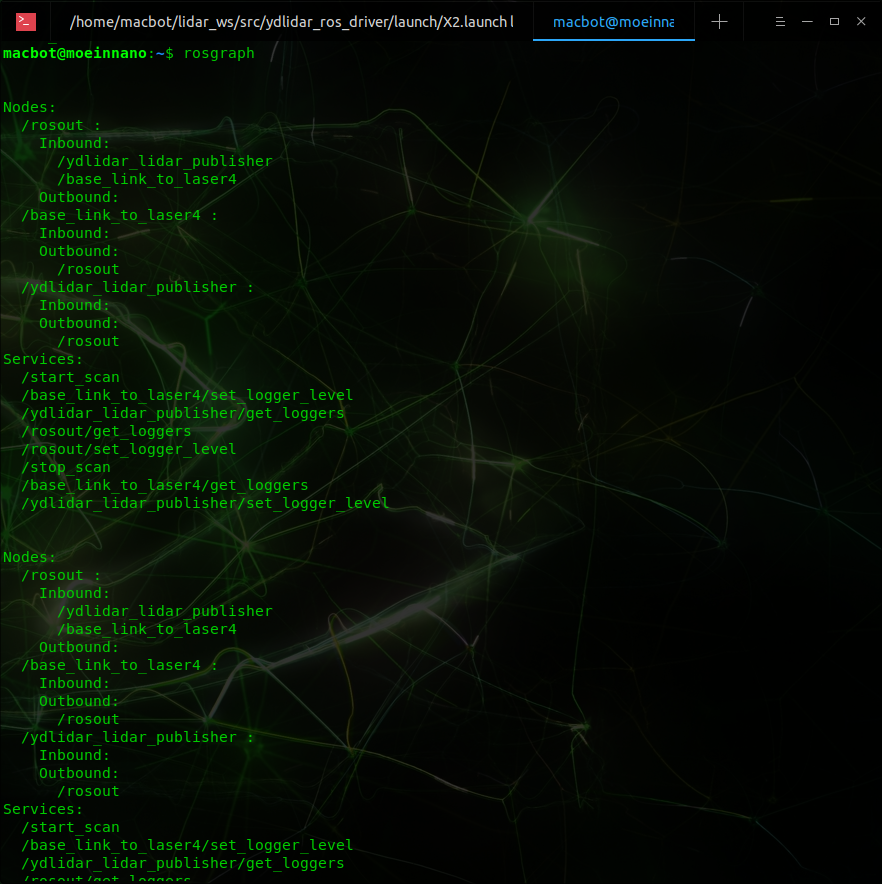 /home/macbot/lidar_ws/src/ydlidar_ros_driver/launch/X2.launch l
macbot@moeinna
macbot@moeinnano:~$ rosgraph
Nodes:
/rosout :
Inbound:
/ydlidar_lidar_publisher
/base_link_to_laser4
Outbound:
/base_link_to_laser4 :
Inbound:
Outbound:
/rosout
/ydlidar_lidar_publisher :
Inbound:
Outbound:
/rosout
Services:
/start_scan
/base_link_to_laser4/set_logger_level
/ydlidar_lidar_publisher/get_loggers
/rosout/get_loggers
/rosout/set_logger_level
/stop_scan
/base_link_to_laser4/get_loggers
/ydlidar_lidar_publisher/set_logger_level
Nodes:
/rosout :
Inbound:
/ydlidar_lidar_publisher
/base_link_to_laser4
Outbound:
/base_link_to_laser4 :
Inbound:
Outbound:
/rosout
/ydlidar_lidar_publisher :
Inbound:
Outbound:
/rosout
Services:
/start_scan
/base_link_to_laser4/set_logger_level
/ydlidar_lidar_publisher/get_loggers
/rosout/get_loggers